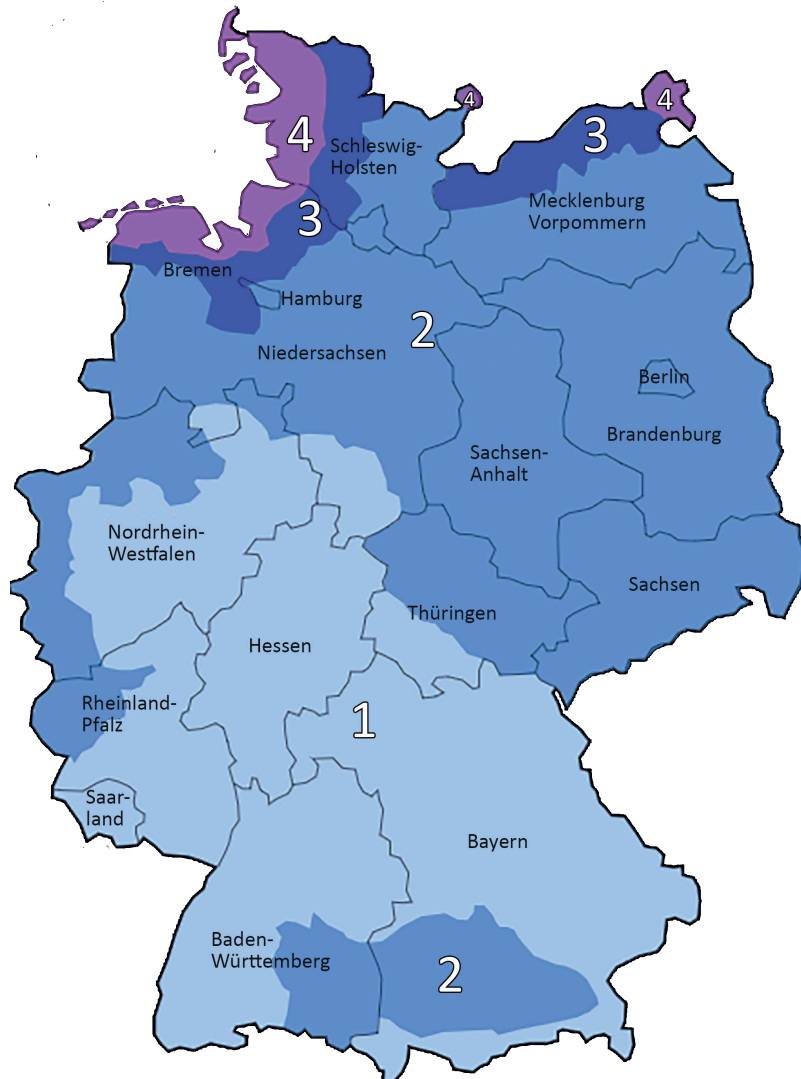 4
4
4
3
Schleswig-
Holsten
Mecklenburg
Vorpommern
3
Bremen
Hamburg
2
Niedersachsen
Berlin
Brandenburg
Sachsen-
Anhalt
Nordrhein-
Westfalen
Sachsen
Thüringen
Hessen
Rheinland-
Pfalz
1
Saar-
land
Bayern
Baden-
Württemberg
2